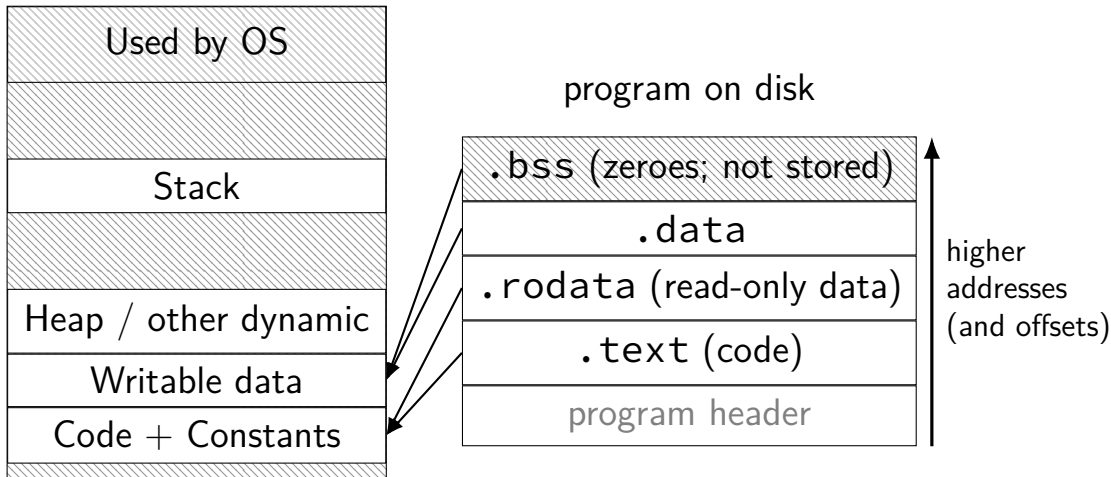 Used by OS
Stack
Heap / other dynamic
Writable data
Code + Constants
program on disk
.bss (zeroes; not stored)
.data
.rodata (read-only data)
.text (code)
program header
higher
addresses
(and offsets)